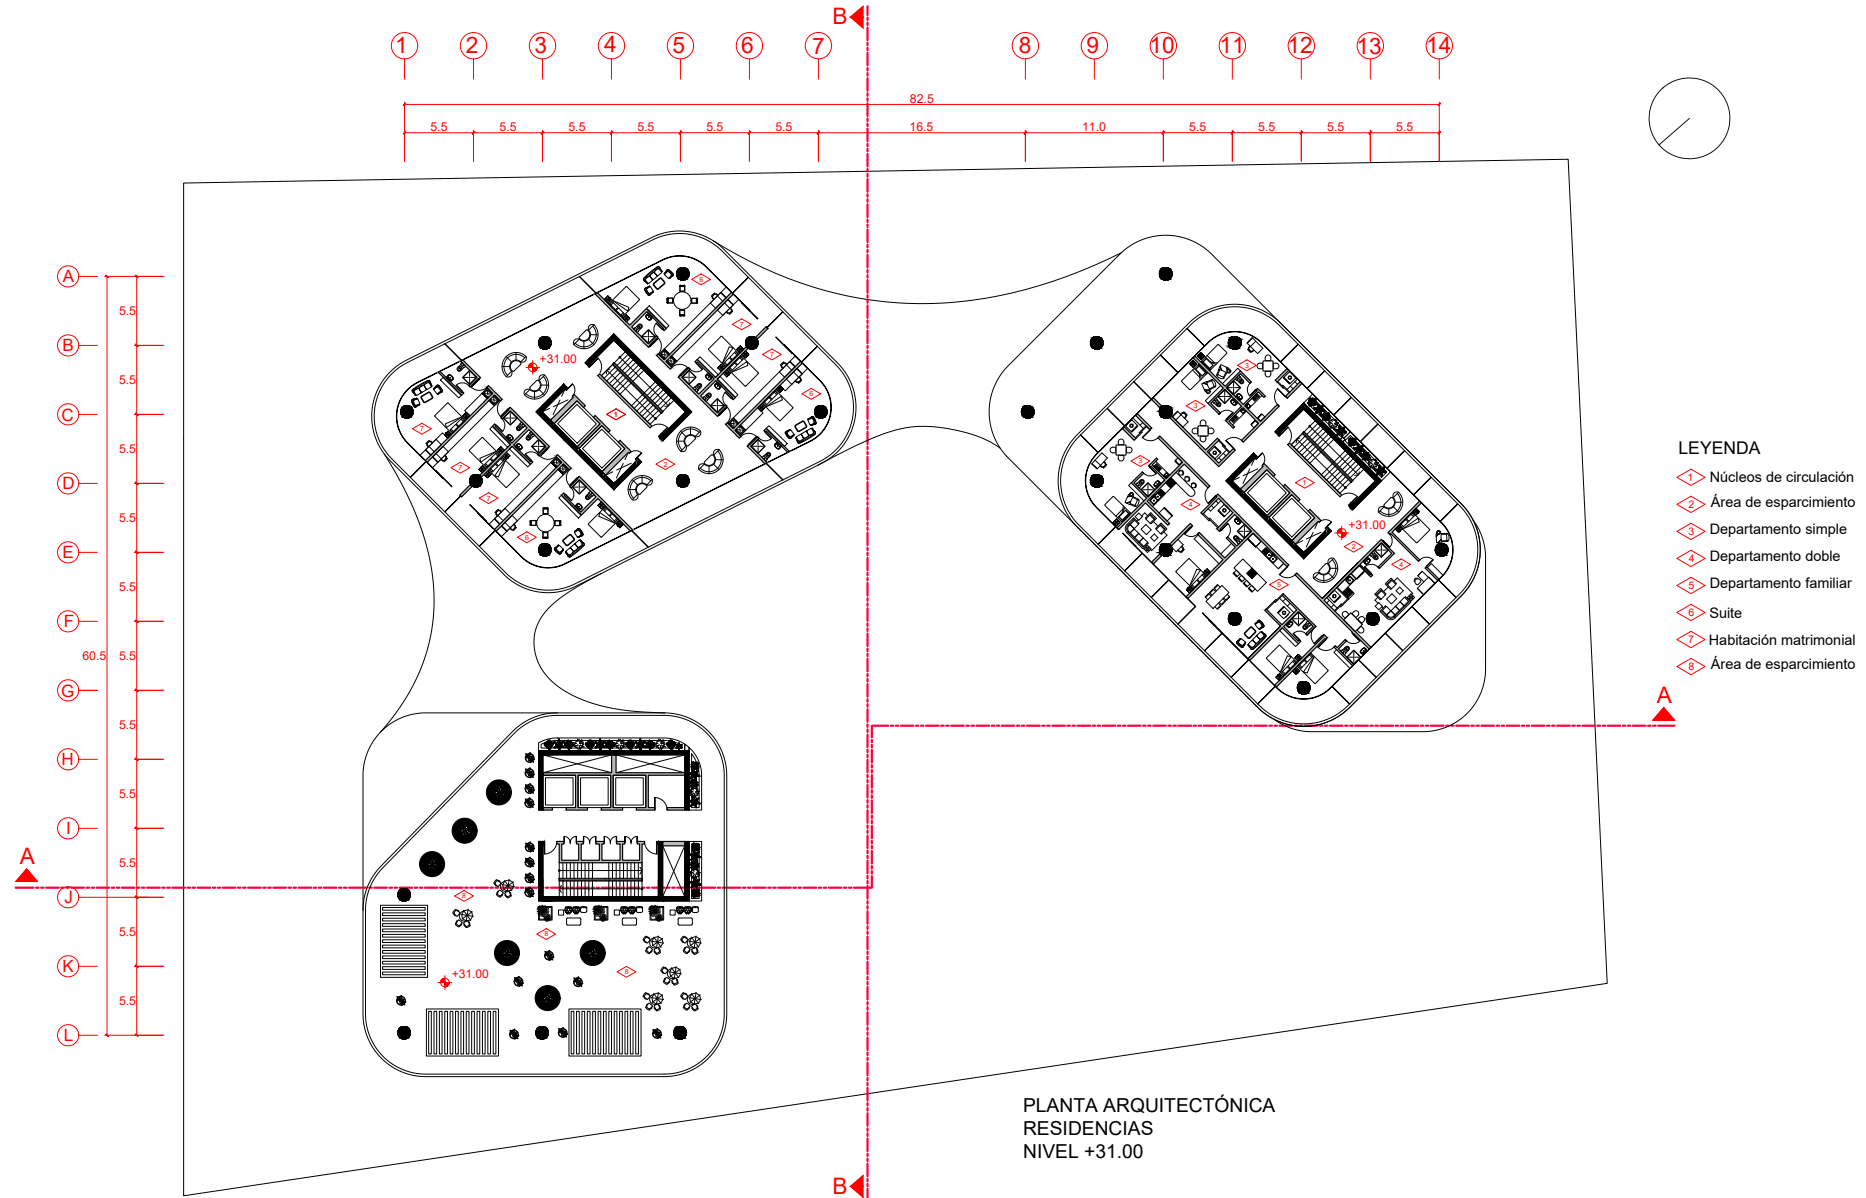 B
1 2 3 4 5 6 7 8 9 10 11 12 13 14
82.5
5.5 5.5 5.5 5.5 5.5 5.5 16.5 11.0 5.5 5.5 5.5 5.5
A
5.5
B
5.5
C
5.5
D
5.5
E
5.5
F
60.5 5.5
G
5.5
H
5.5
I
5.5
J
5.5
K
5.5
L
+31.00
+31.00
+31.00
LEYENDA
1 Núcleos de circulación
2 Área de esparcimiento
3 Departamento simple
4 Departamento doble
5 Departamento familiar
6 Suite
7 Habitación matrimonial
8 Área de esparcimiento
A
A
PLANTA ARQUITECTÓNICA
RESIDENCIAS
NIVEL +31.00
B